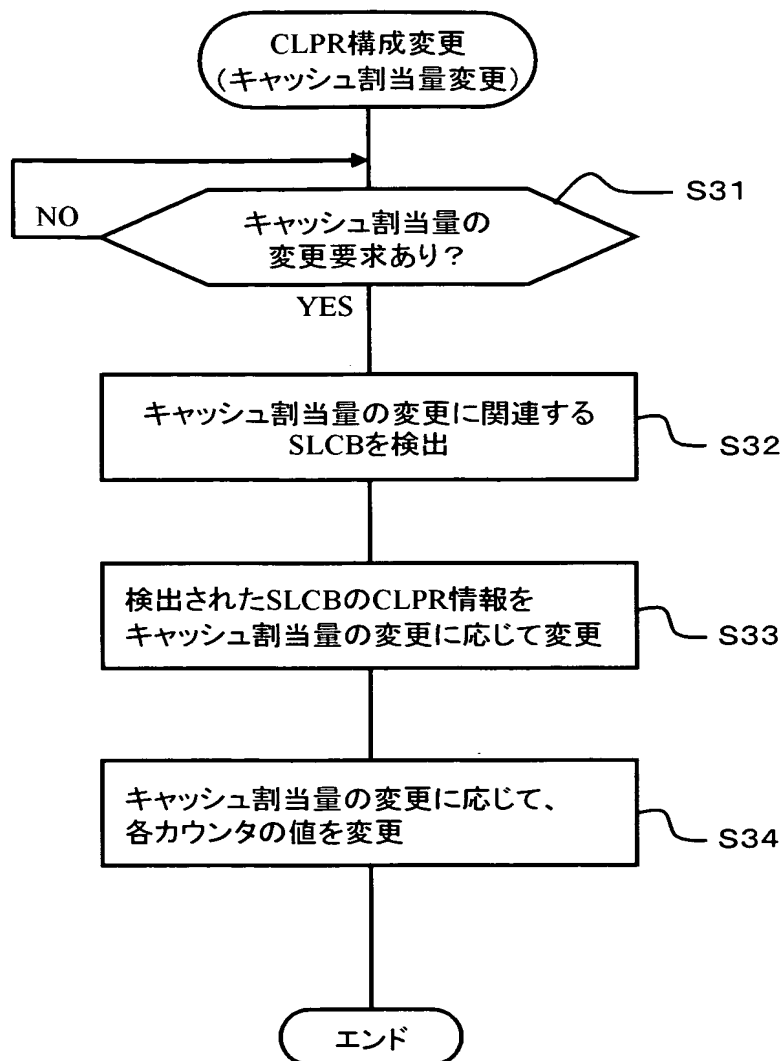 CLPR構成変更
(キャッシュ割当量変更)
NO
キャッシュ割当量の
変更要求あり?
S31
YES
キャッシュ割当量の変更に関連する
SLCBを検出
S32
検出されたSLCBのCLPR情報を
キャッシュ割当量の変更に応じて変更
S33
キャッシュ割当量の変更に応じて、
各カウンタの値を変更
S34
エンド